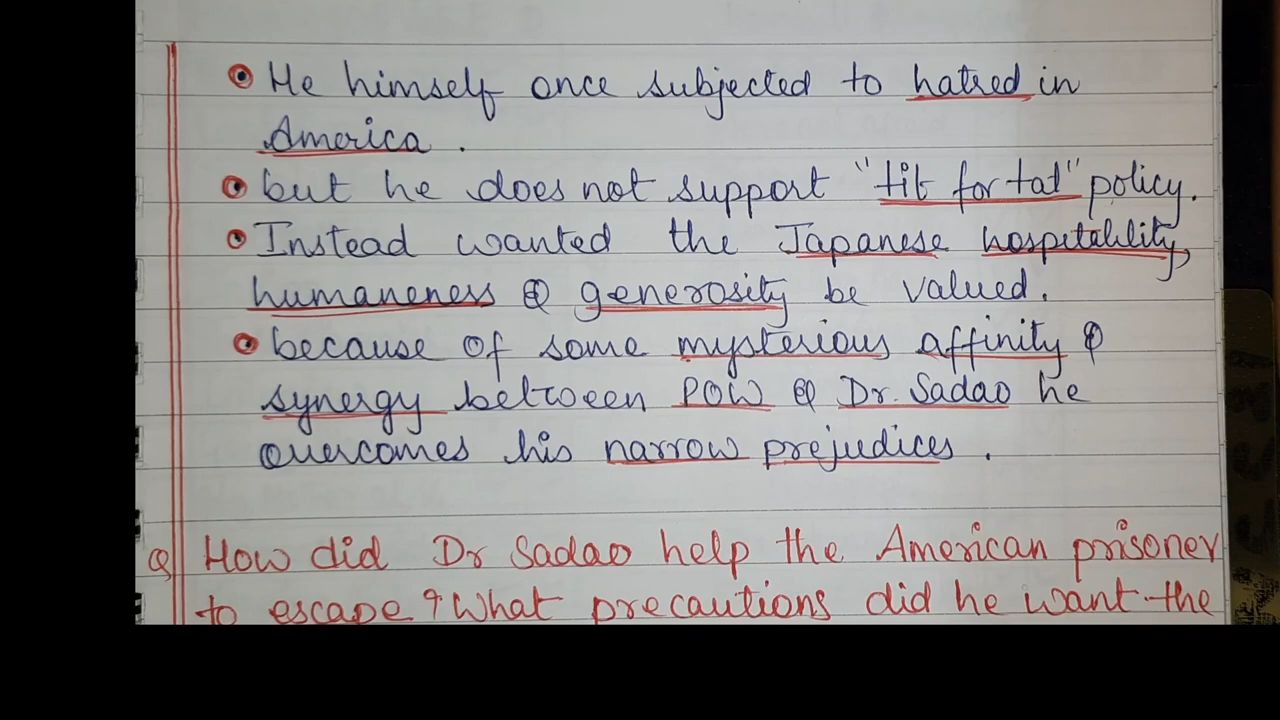 He himself once subjected to hatred in
America .
but he does not support "tit for tat" policy.
Instead wanted the Japanese hospitality,
humaneness & generosity be valued.
because of some mysterious affinity &
synergy between POW & Dr. Sadao he
overcomes his narrow prejudices .
Q How did Dr Sadao help the American prisoner
to escape? What precautions did he want the